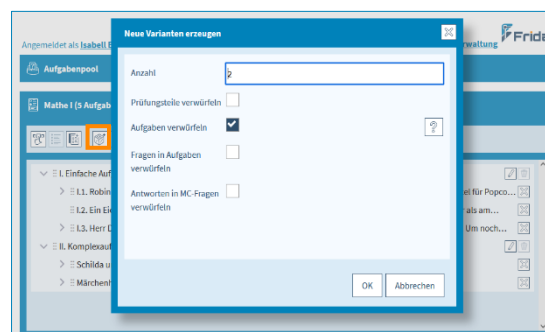 Neue Varianten erzeugen
Angemeldet als Isabell
rwaltung
Frida
Aufgabenpool
Anzahl
2
Mathe I (5 Aufgab
Prüfungsteile verwürfeln
Aufgaben verwürfeln
?
Fragen in Aufgaben
verwürfeln
I. Einfache Auf
I.1. Robin
el für Popco...
Antworten in MC-Fragen
verwürfeln
I.2. Ein Ei
r als am...
I.3. Herr D
Um noch...
II. Komplexauf
Schilda u
Märchen
OK
Abbrechen